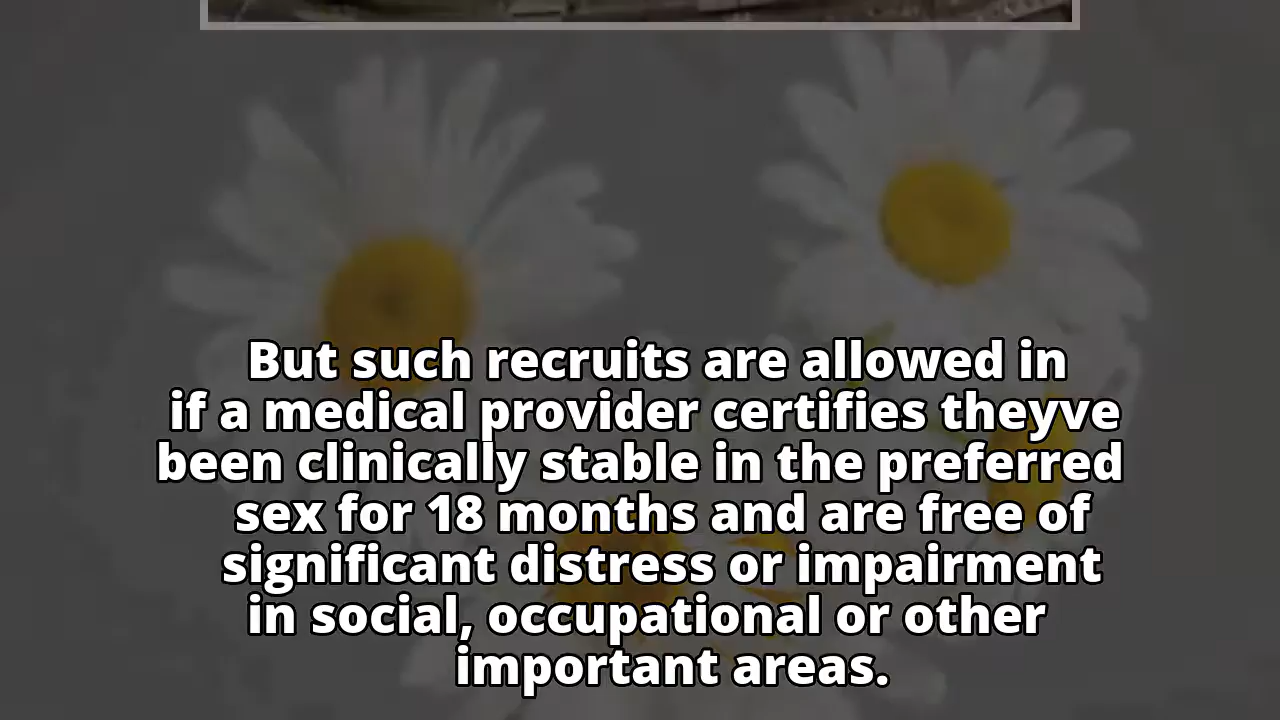 But such recruits are allowed in
if a medical provider certifies theyve
been clinically stable in the preferred
sex for 18 months and are free of
significant distress or impairment
in social, occupational or other
important areas.